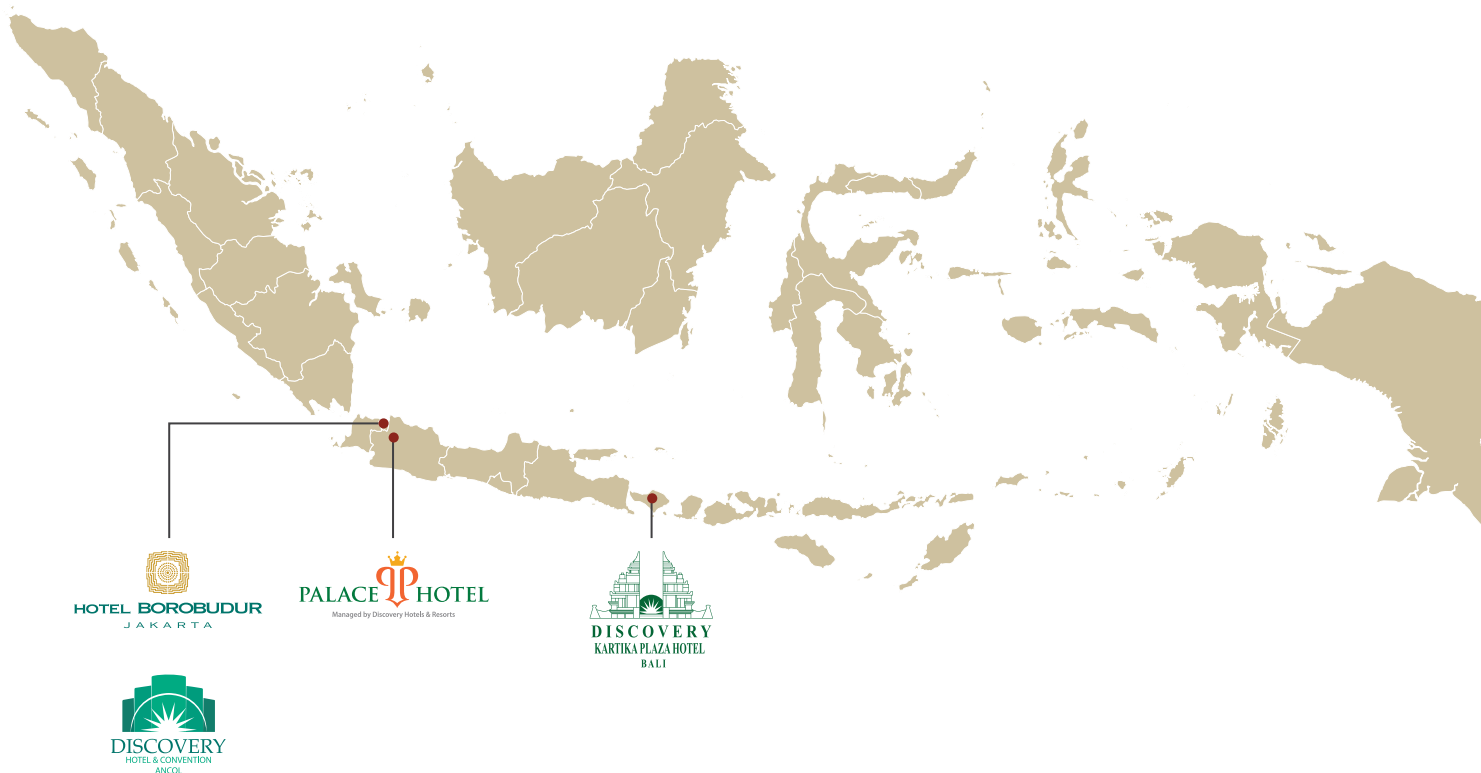 HOTEL BOROBUDUR
JAKARTA
PALACE HOTEL
Managed by Discovery Hotels & Resorts
DISCOVERY
KARTIKA PLAZA HOTEL
BALI
DISCOVERY
HOTEL & CONVENTION
ANCOL